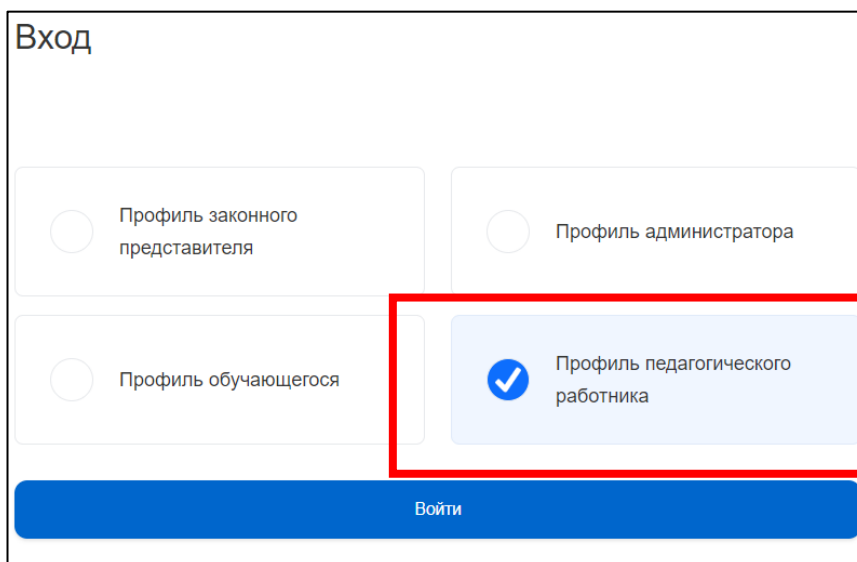 Вход
Профиль законного
представителя
Профиль администратора
Профиль обучающегося
Профиль педагогического
работника
Войти